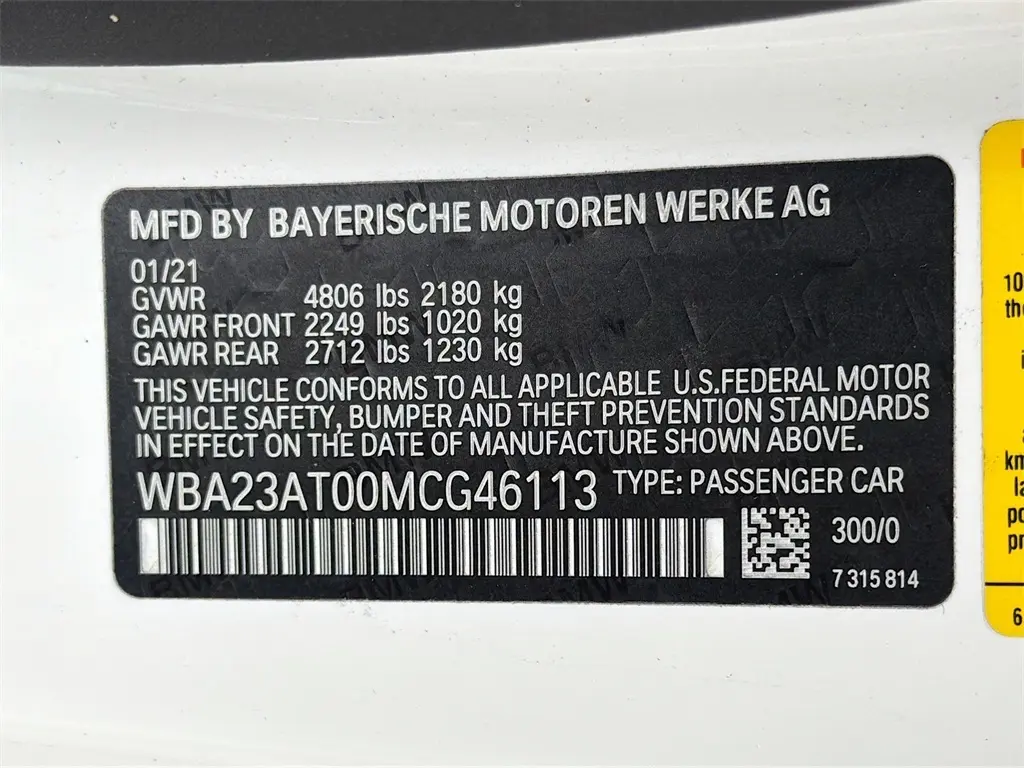 MFD BY BAYERISCHE MOTOREN WERKE AG
01/21
GVWR 4806 lbs 2180 kg
GAWR FRONT 2249 lbs 1020 kg
GAWR REAR 2712 lbs 1230 kg
THIS VEHICLE CONFORMS TO ALL APPLICABLE U.S.FEDERAL MOTOR
VEHICLE SAFETY, BUMPER AND THEFT PREVENTION STANDARDS
IN EFFECT ON THE DATE OF MANUFACTURE SHOWN ABOVE.
WBA23AT00MCG46113 TYPE: PASSENGER CAR
300/0
7 315 814
10
km
6